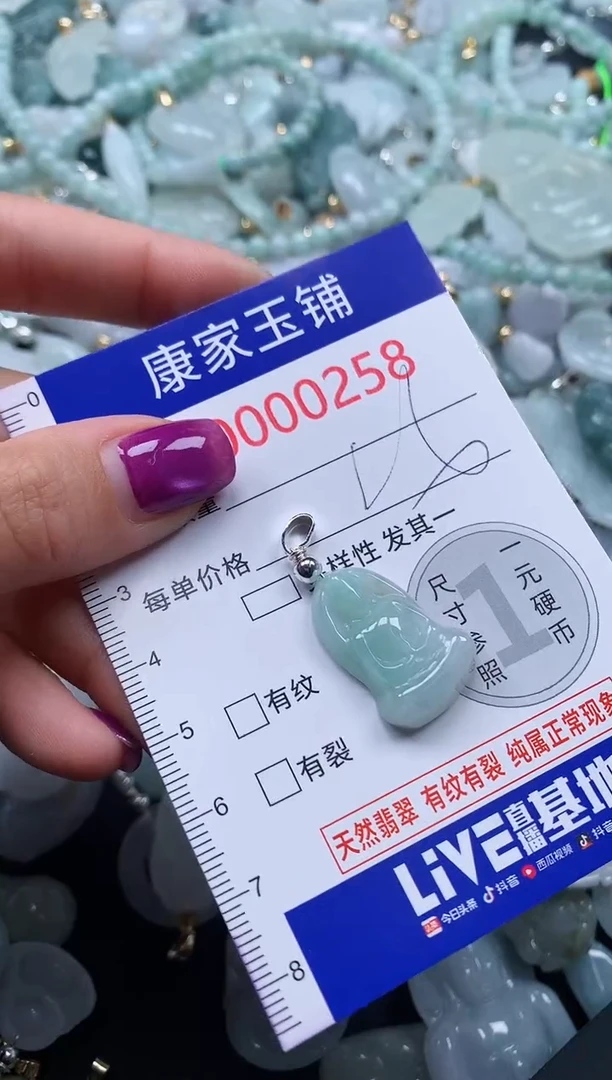 康家玉铺
0000258
重
每单价格
样性 发其一
有纹
有裂
尺寸参照
1
一元硬币
天然翡翠 有纹有裂 纯属正常现象
LiVE直播基地
今日头条 抖音 西瓜视频 抖音
0
3
4
5
6
7
8